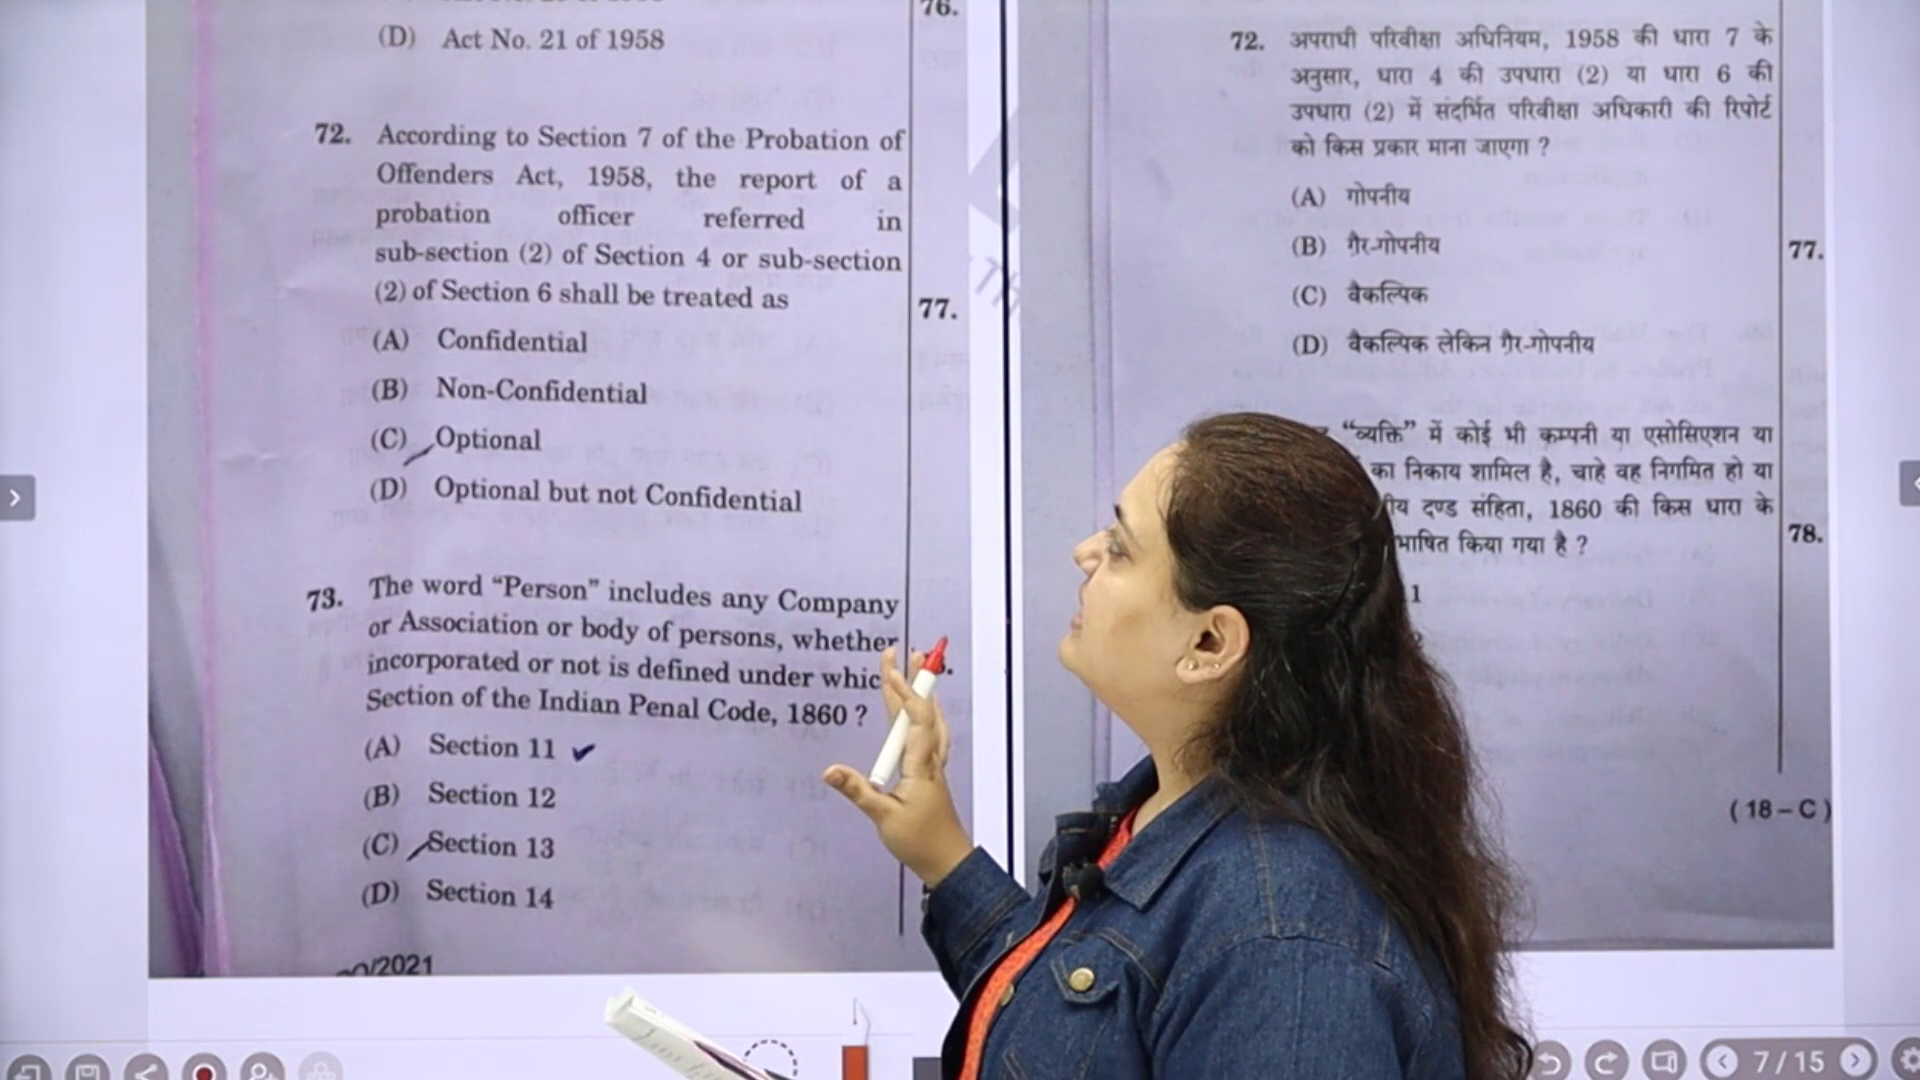 (D) Act No. 21 of 1958
72. According to Section 7 of the Probation of
Offenders Act, 1958, the report of a
probation officer referred in
sub-section (2) of Section 4 or sub-section
(2) of Section 6 shall be treated as
(A) Confidential
(B) Non-Confidential
(C) Optional
(D) Optional but not Confidential
73. The word “Person” includes any Company
or Association or body of persons, whether
incorporated or not is defined under whic
Section of the Indian Penal Code, 1860 ?
(A) Section 11
(B) Section 12
(C) Section 13
(D) Section 14
/2021
76.
77.
72. अपराधी परिवीक्षा अधिनियम, 1958 की धारा 7 के
अनुसार, धारा 4 की उपधारा (2) या धारा 6 की
उपधारा (2) में संदर्भित परिवीक्षा अधिकारी की रिपोर्ट
को किस प्रकार माना जाएगा ?
(A) गोपनीय
(B) ग़ैर-गोपनीय
(C) वैकल्पिक
(D) वैकल्पिक लेकिन ग़ैर-गोपनीय
“व्यक्ति” में कोई भी कम्पनी या एसोसिएशन या
का निकाय शामिल है, चाहे वह निगमित हो या
दण्ड संहिता, 1860 की किस धारा के
किया गया है ?
77.
78.
(18 – C)
7/15